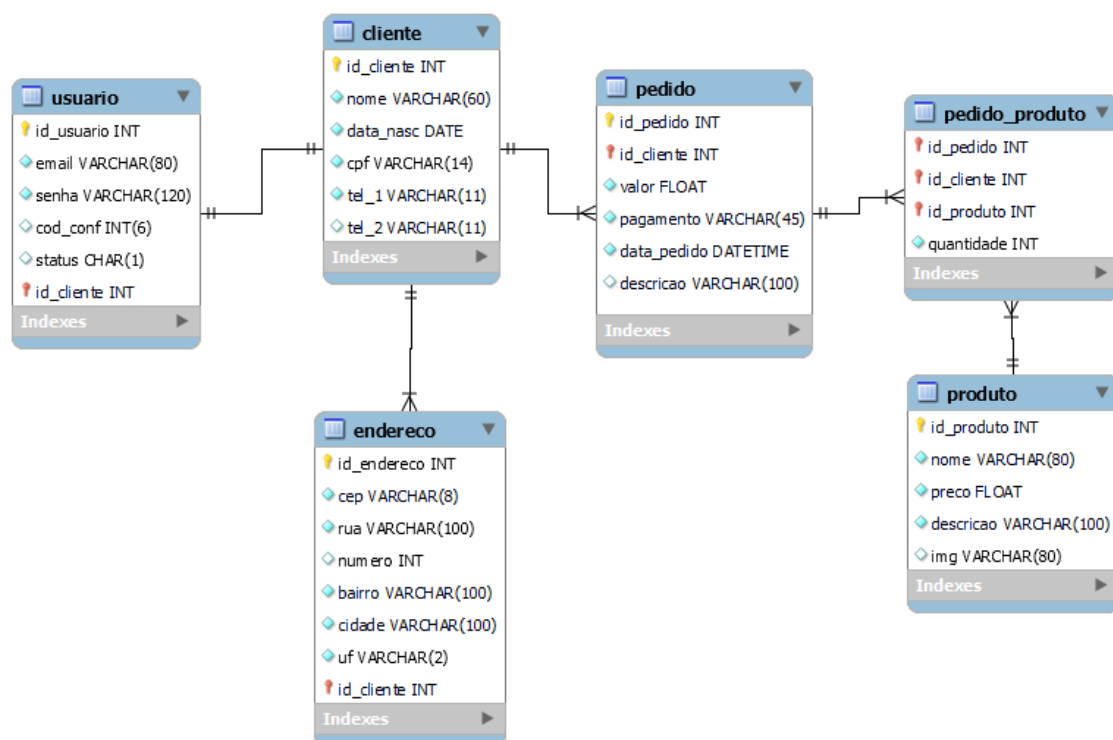 cliente
id_cliente INT
nome VARCHAR(60)
data_nasc DATE
cpf VARCHAR(14)
tel_1 VARCHAR(11)
tel_2 VARCHAR(11)
Indexes
usuario
id_usuario INT
email VARCHAR(80)
senha VARCHAR(120)
cod_conf INT(6)
status CHAR(1)
id_cliente INT
Indexes
pedido
id_pedido INT
id_cliente INT
valor FLOAT
pagamento VARCHAR(45)
data_pedido DATETIME
descricao VARCHAR(100)
Indexes
pedido_produto
id_pedido INT
id_cliente INT
id_produto INT
quantidade INT
Indexes
endereco
id_endereco INT
cep VARCHAR(8)
rua VARCHAR(100)
numero INT
bairro VARCHAR(100)
cidade VARCHAR(100)
uf VARCHAR(2)
id_cliente INT
Indexes
produto
id_produto INT
nome VARCHAR(80)
preco FLOAT
descricao VARCHAR(100)
img VARCHAR(80)
Indexes